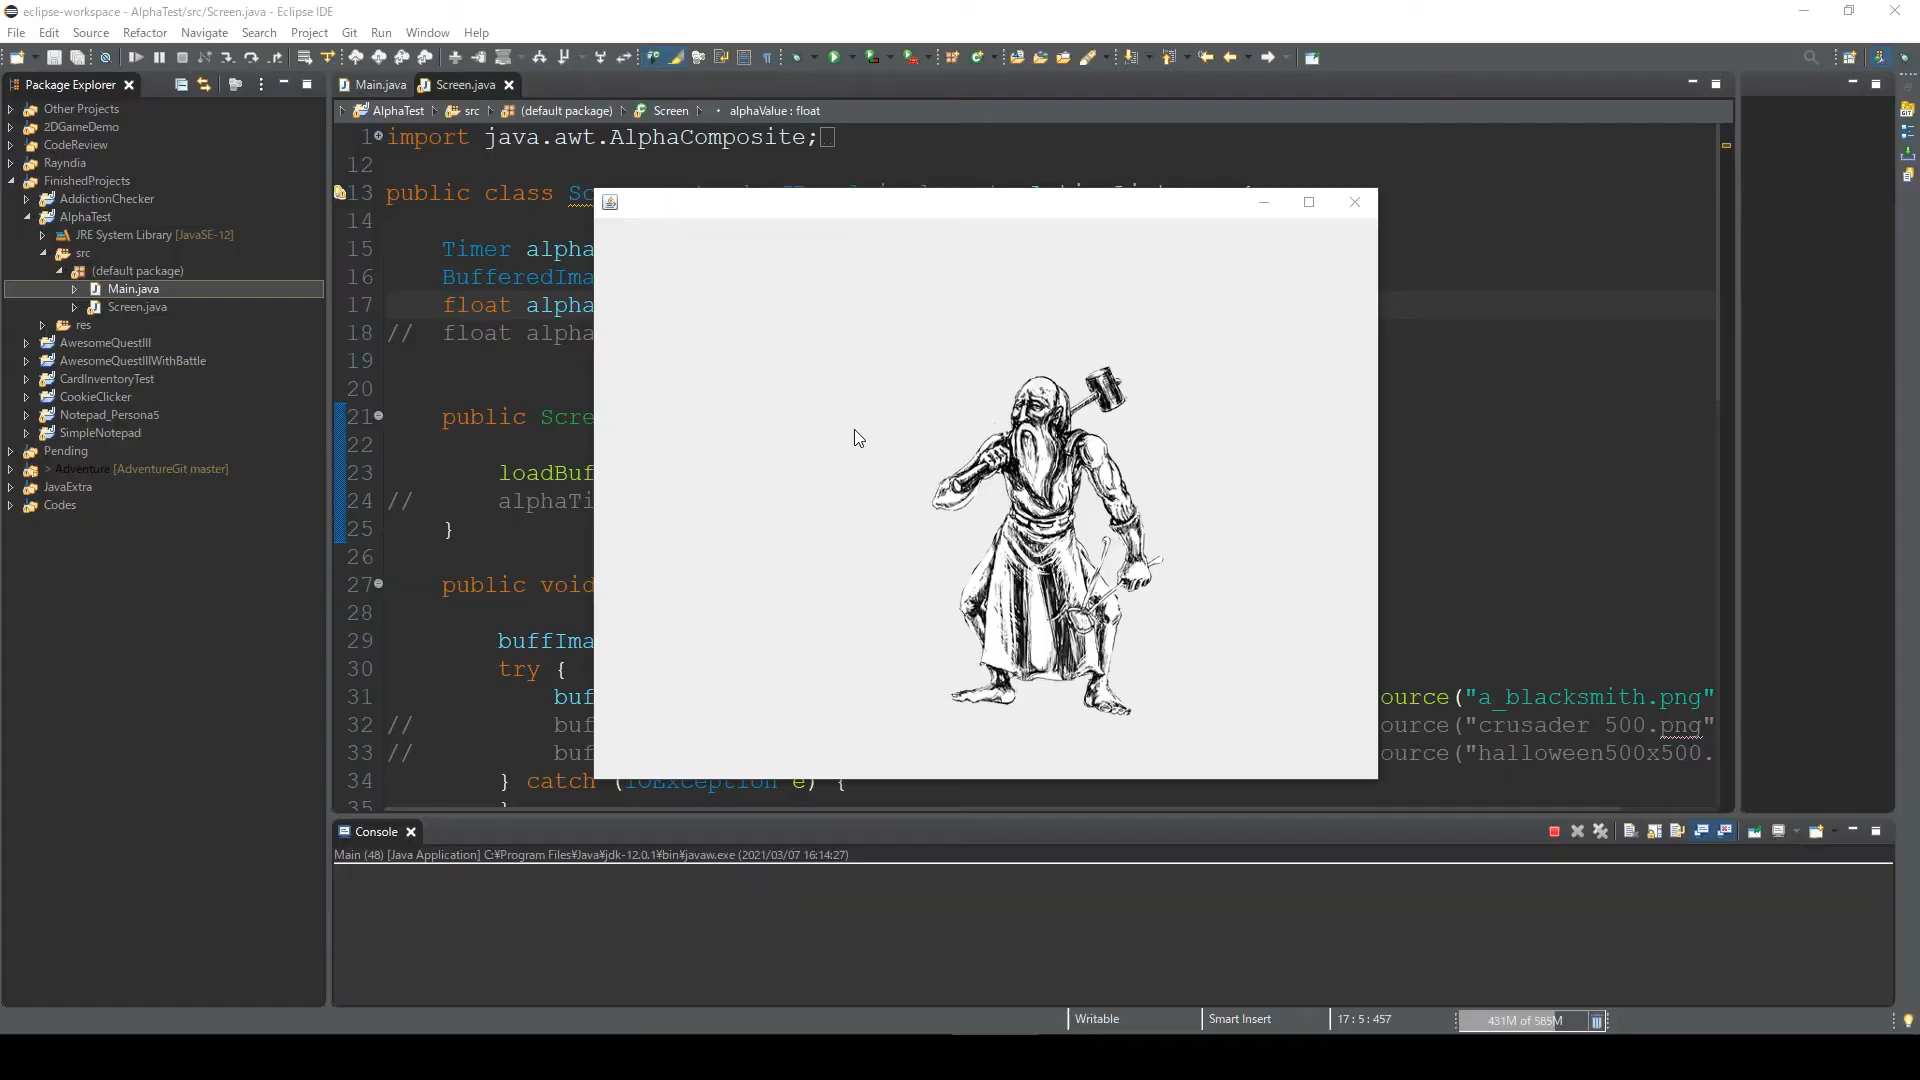 eclipse-workspace - AlphaTest/src/Screen.java - Eclipse IDE
File Edit Source Refactor Navigate Search Project Git Run Window Help
Package Explorer
Main.java Screen.java
AlphaTest src (default package) Screen alphaValue : float
Other Projects
2DGameDemo
CodeReview
Rayndia
FinishedProjects
AddictionChecker
AlphaTest
JRE System Library [JavaSE-12]
src
(default package)
Main.java
Screen.java
res
AwesomeQuestIII
AwesomeQuestIIIWithBattle
CardInventoryTest
CookieClicker
Notepad_Persona5
SimpleNotepad
Pending
> Adventure [AdventureGit master]
JavaExtra
Codes
1 import java.awt.AlphaComposite;
12
13 public class Sc
14
15 Timer alpha
16 BufferedIma
17 float alpha
18 // float alpha
19
20
21 public Scre
22
23 loadBuf
24 // alphaTi
25 }
26
27 public void
28
29 buffIma
30 try {
31 buf ource("a_blacksmith.png"
32 // buf ource("crusader 500.png"
33 // buf ource("halloween500x500.
34 } catch (IOException e) {
35 }
Console
Main (48) [Java Application] C:¥Program Files¥Java¥jdk-12.0.1¥bin¥javaw.exe (2021/03/07 16:14:27)
Writable Smart Insert 17 : 5 : 457 431M of 585M